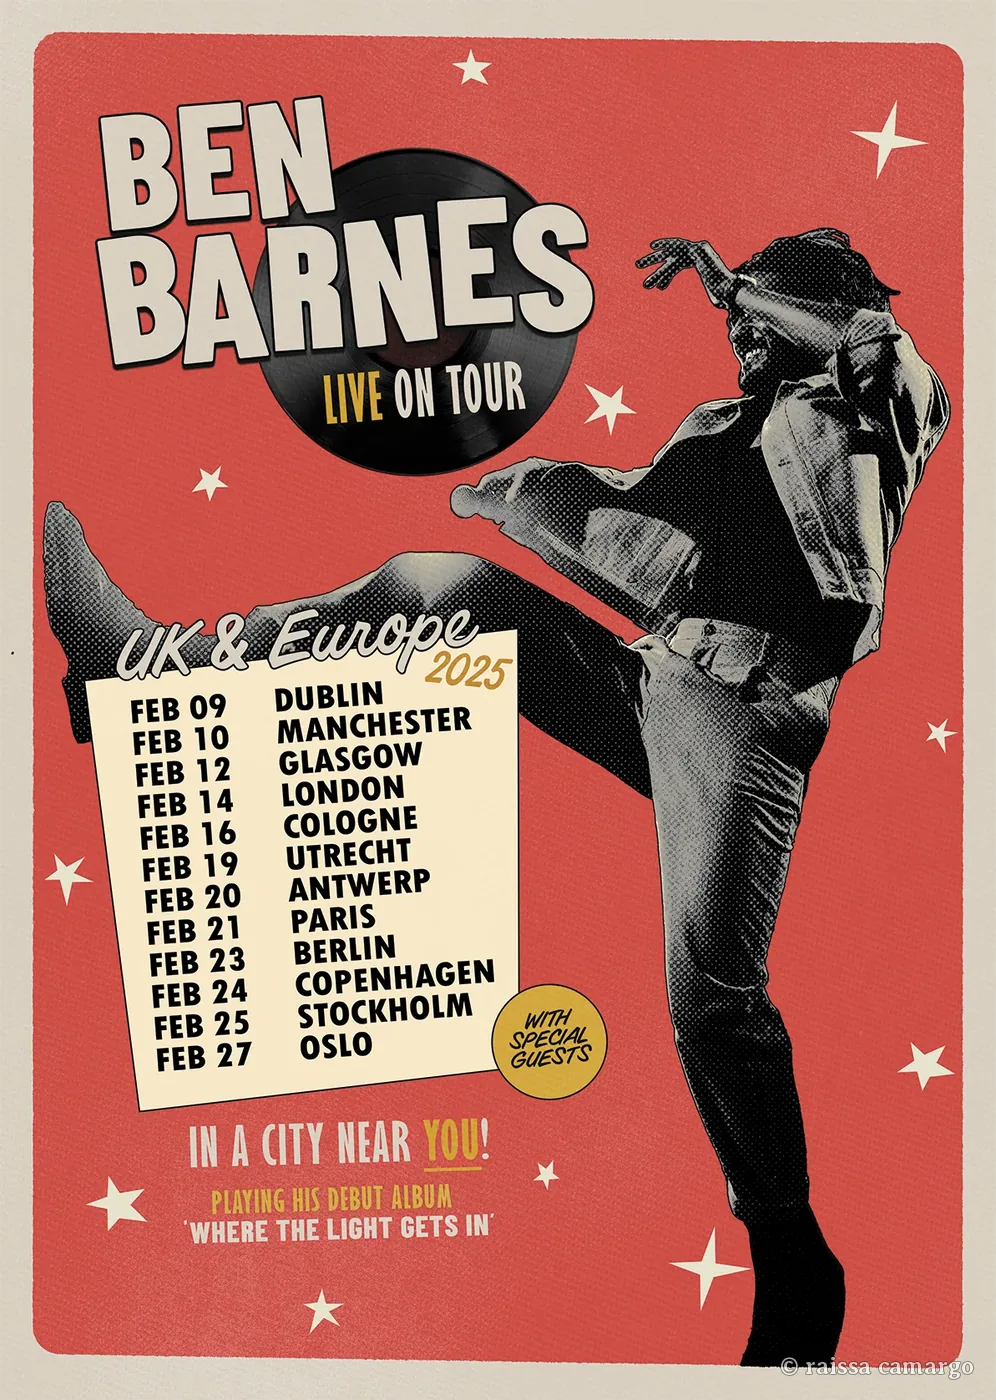 BEN
BARNES
LIVE ON TOUR
UK & Europe
2025
FEB 09 DUBLIN
FEB 10 MANCHESTER
FEB 12 GLASGOW
FEB 14 LONDON
FEB 16 COLOGNE
FEB 19 UTRECHT
FEB 20 ANTWERP
FEB 21 PARIS
FEB 23 BERLIN
FEB 24 COPENHAGEN
FEB 25 STOCKHOLM
FEB 27 OSLO
WITH
SPECIAL
GUESTS
IN A CITY NEAR YOU!
PLAYING HIS DEBUT ALBUM
'WHERE THE LIGHT GETS IN'
© raissa camargo